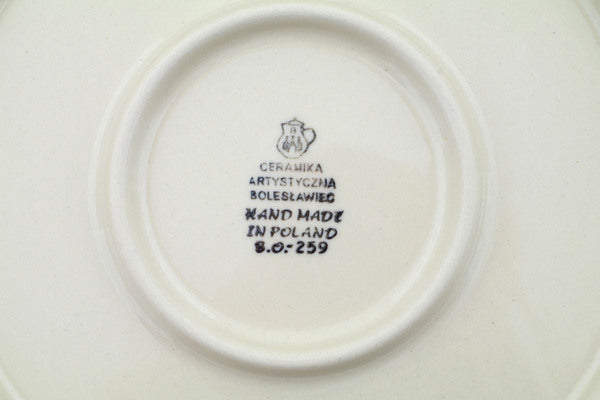 B
CERAMIKA
ARTYSTYCZNA
BOLESŁAWIEC
HAND MADE
IN POLAND
B.O.-259